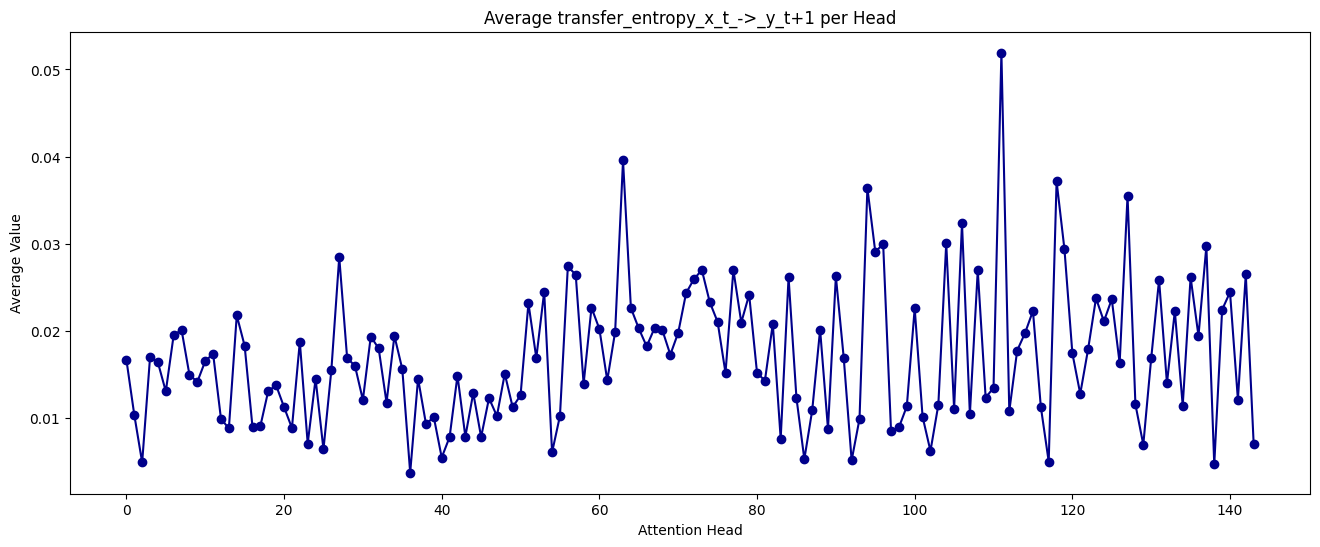 Average transfer_entropy_x_t_->_y_t+1 per Head
Average Value
0.05
0.04
0.03
0.02
0.01
0 20 40 60 80 100 120 140
Attention Head